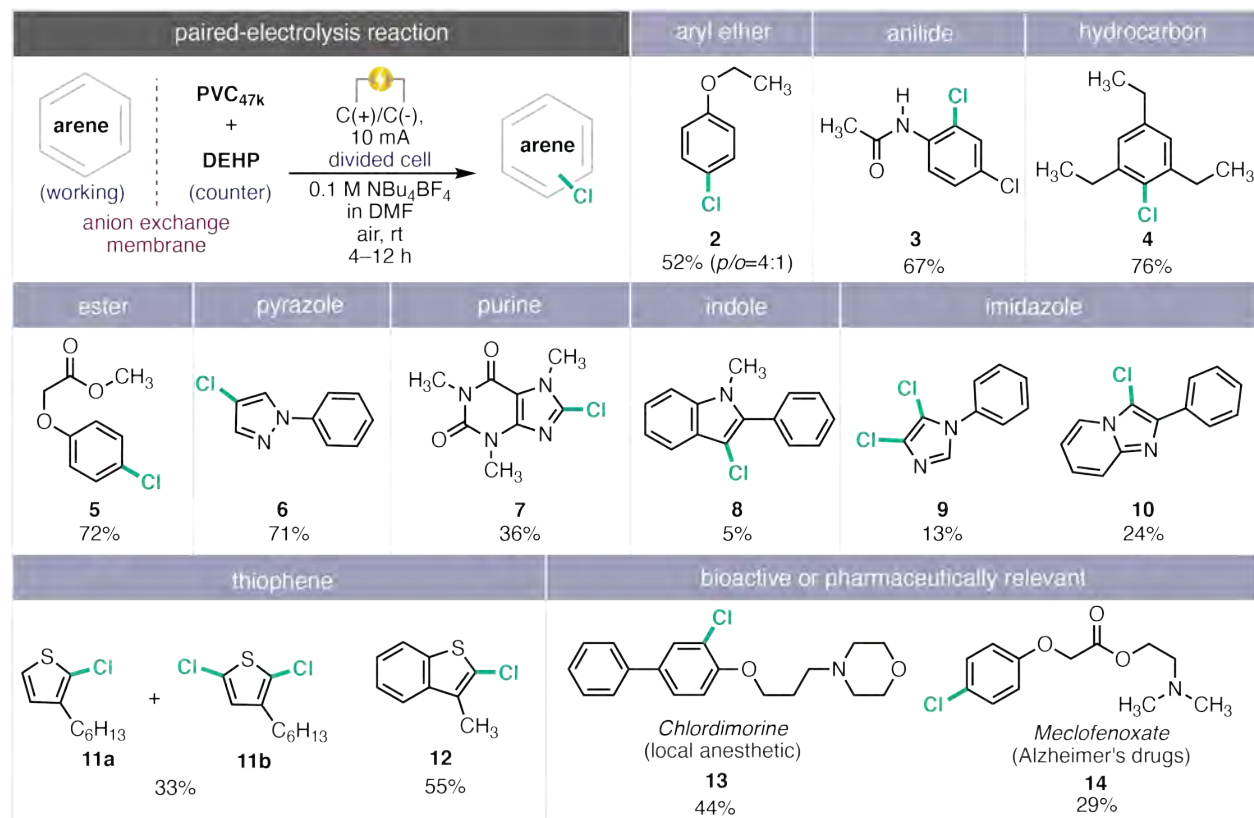 paired-electrolysis reaction
aryl ether
anilide
hydrocarbon
arene
(working)
PVC47k
+
DEHP
(counter)
anion exchange
membrane
C(+)/C(-),
10 mA
divided cell
0.1 M NBu4BF4
in DMF
air, rt
4–12 h
arene
Cl
O
CH3
Cl
2
52% (p/o=4:1)
H
N
H3C
O
Cl
Cl
3
67%
H3C
CH3
H3C
Cl
4
76%
ester
pyrazole
purine
indole
imidazole
O
O
CH3
O
Cl
5
72%
Cl
N
N
6
71%
O
CH3
H3C
N
N
Cl
O
N
N
CH3
7
36%
CH3
N
Cl
8
5%
Cl
Cl
N
N
9
13%
Cl
N
N
10
24%
thiophene
bioactive or pharmaceutically relevant
S
Cl
C6H13
11a
+
Cl
S
Cl
C6H13
11b
33%
S
Cl
CH3
12
55%
Cl
O
N
O
Chlordimorine
(local anesthetic)
13
44%
Cl
O
O
O
N
H3C
CH3
Meclofenoxate
(Alzheimer's drugs)
14
29%